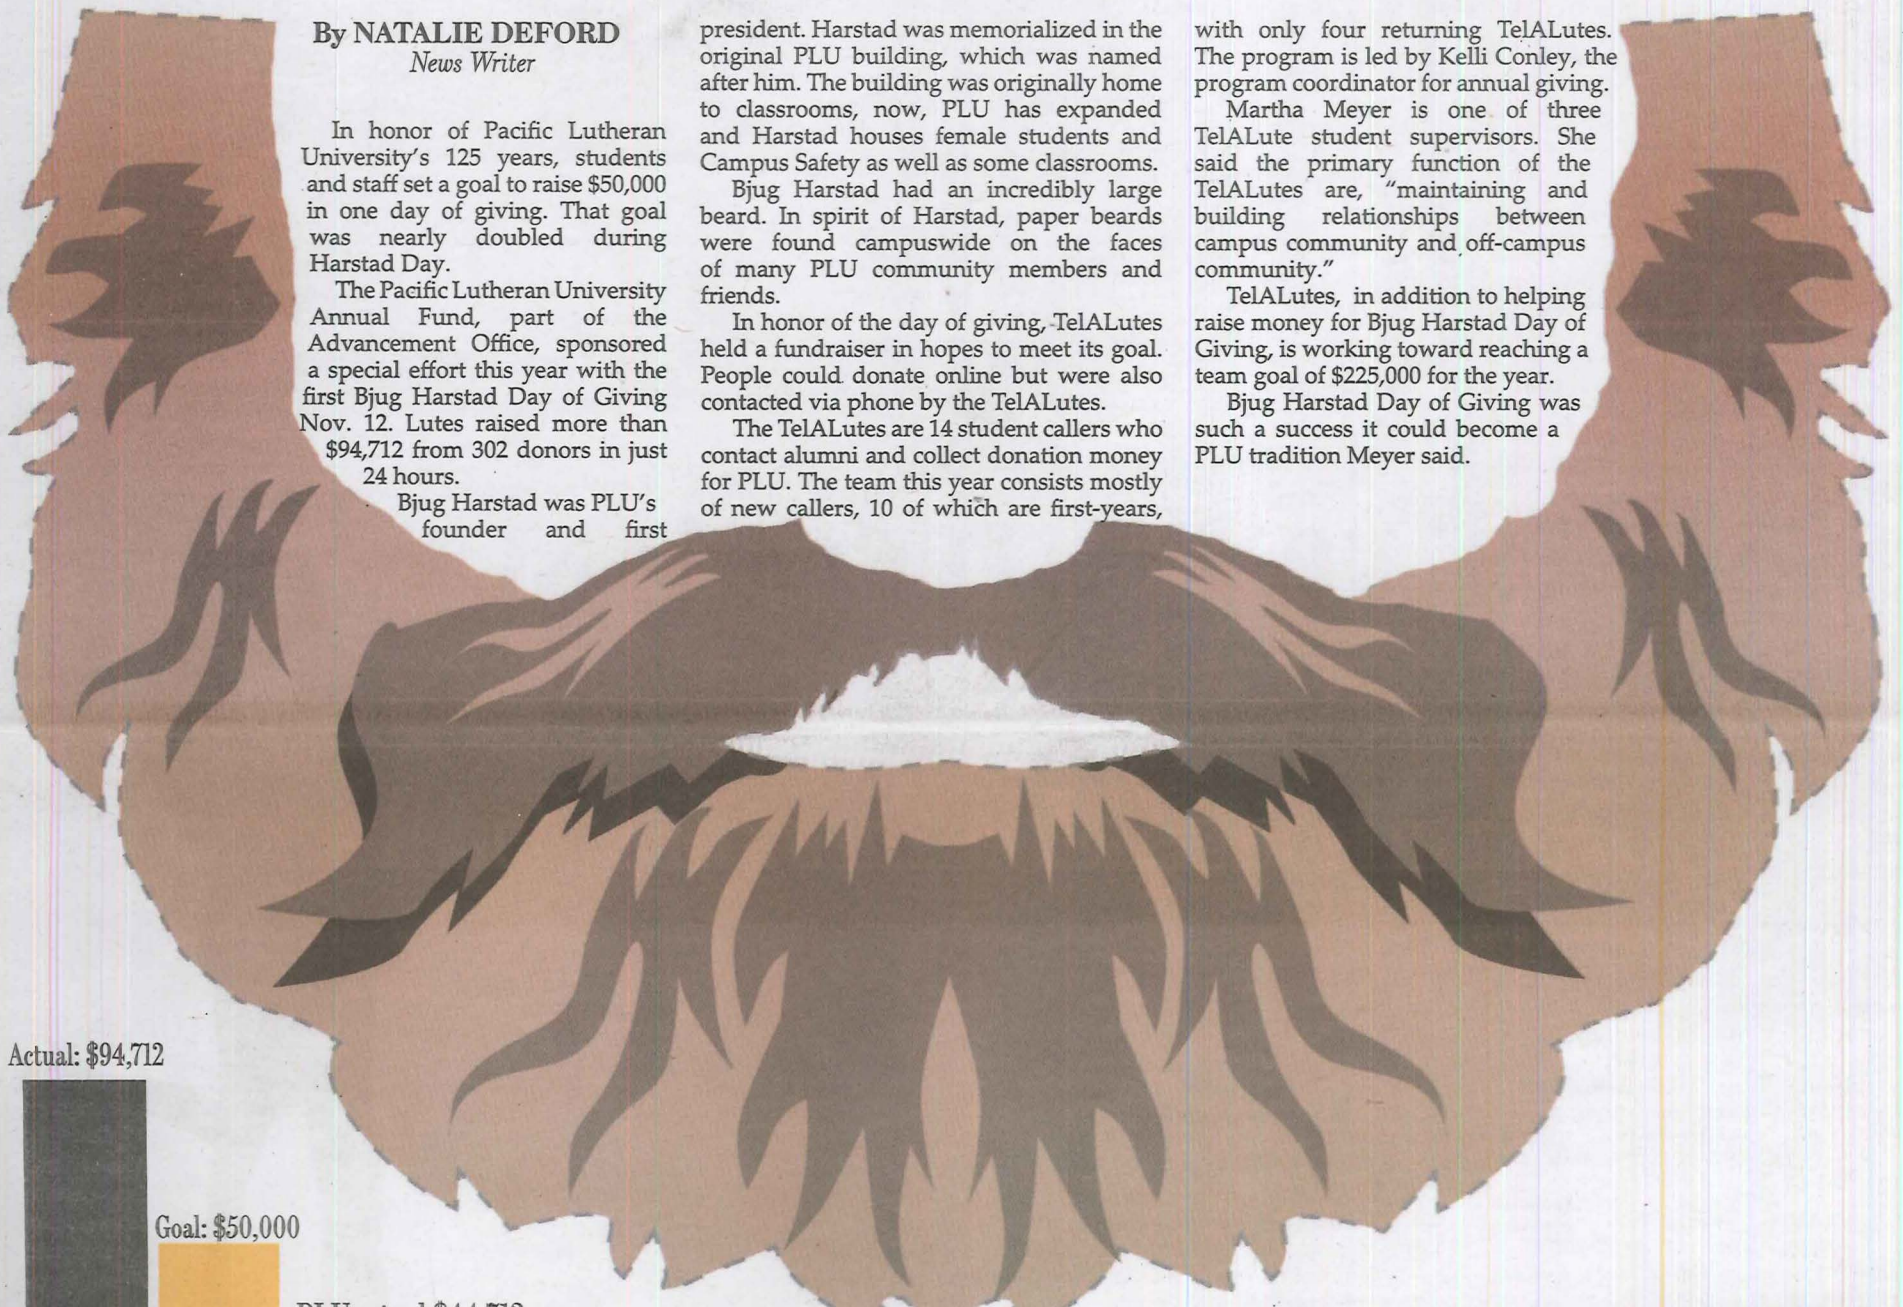 By NATALIE DEFORD
News Writer
In honor of Pacific Lutheran
University's 125 years, students
and staff set a goal to raise $50,000
in one day of giving. That goal
was nearly doubled during
Harstad Day.
The Pacific Lutheran University
Annual Fund, part of the
Advancement Office, sponsored
a special effort this year with the
first Bjug Harstad Day of Giving
Nov. 12. Lutes raised more than
$94,712 from 302 donors in just
24 hours.
Bjug Harstad was PLU's
founder and first
president. Harstad was memorialized in the
original PLU building, which was named
after him. The building was originally home
to classrooms, now, PLU has expanded
and Harstad houses female students and
Campus Safety as well as some classrooms.
Bjug Harstad had an incredibly large
beard. In spirit of Harstad, paper beards
were found campuswide on the faces
of many PLU community members and
friends.
In honor of the day of giving, TelALutes
held a fundraiser in hopes to meet its goal.
People could donate online but were also
contacted via phone by the TelALutes.
The TelALutes are 14 student callers who
contact alumni and collect donation money
for PLU. The team this year consists mostly
of new callers, 10 of which are first-years,
with only four returning TelALutes.
The program is led by Kelli Conley, the
program coordinator for annual giving.
Martha Meyer is one of three
TelALute student supervisors. She
said the primary function of the
TelALutes are, "maintaining and
building relationships between
campus community and off-campus
community."
TelALutes, in addition to helping
raise money for Bjug Harstad Day of
Giving, is working toward reaching a
team goal of $225,000 for the year.
Bjug Harstad Day of Giving was
such a success it could become a
PLU tradition Meyer said.
Actual: $94,712
Goal: $50,000